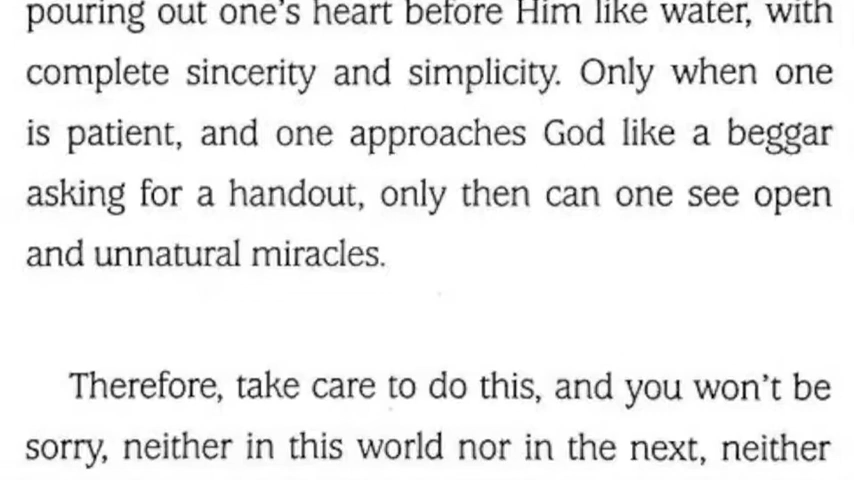 pouring out one's heart before Him like water, with
complete sincerity and simplicity. Only when one
is patient, and one approaches God like a beggar
asking for a handout, only then can one see open
and unnatural miracles.
Therefore, take care to do this, and you won't be
sorry, neither in this world nor in the next, neither